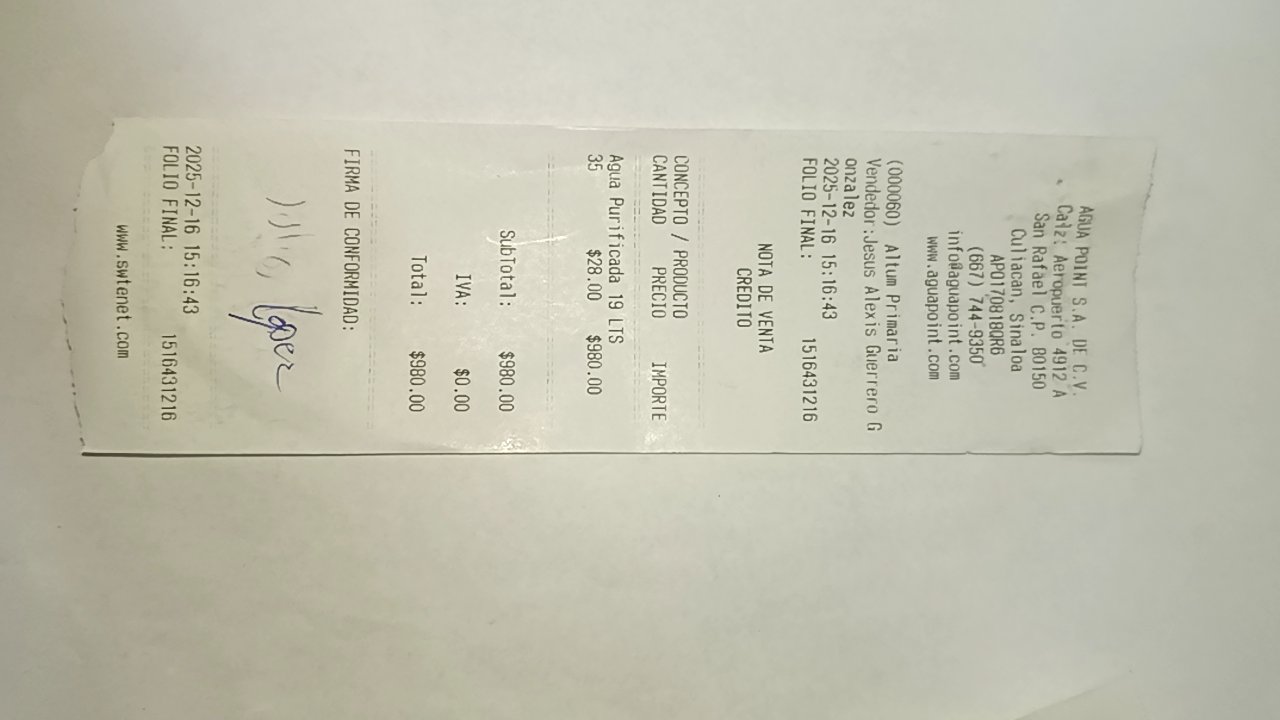 AGUA POINT S.A. DE C.V.
Calz: Aeropuerto 4912 A
San Rafael C.P. 80150
Culiacan, Sinaloa
APO170818QR6
(667) 744-9350
info@aguapoint.com
www.aguapoint.com
(000060) Altum Primaria
Vendedor:Jesus Alexis Guerrero G
onzalez
2025-12-16 15:16:43
FOLIO FINAL: 1516431216
NOTA DE VENTA
CREDITO
CONCEPTO / PRODUCTO
CANTIDAD PRECIO IMPORTE
Agua Purificada 19 LTS
35 $28.00 $980.00
SubTotal: $980.00
IVA: $0.00
Total: $980.00
FIRMA DE CONFORMIDAD:
2025-12-16 15:16:43
FOLIO FINAL: 1516431216
www.swtenet.com